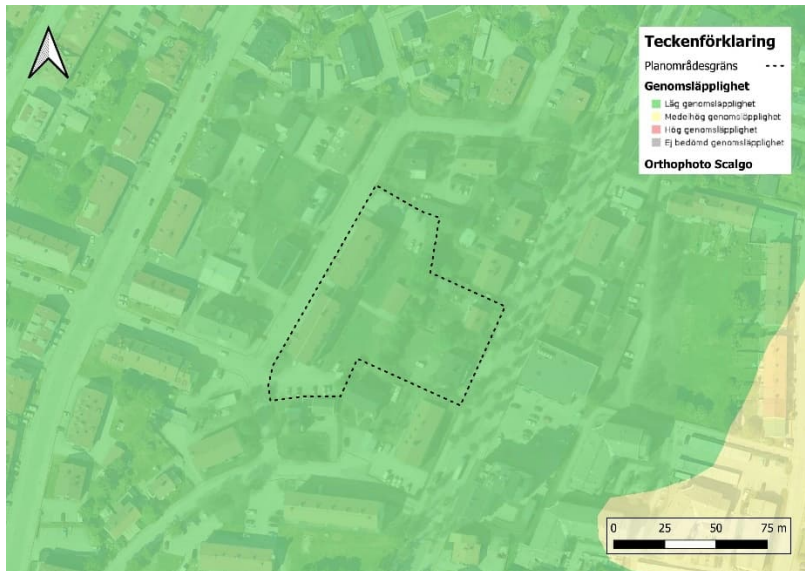 Teckenförklaring
Planområdesgräns
Genomsläpplighet
Låg genomsläpplighet
Medelhög genomsläpplighet
Hög genomsläpplighet
Ej bedömd genomsläpplighet
Orthophoto Scalgo
0 25 50 75 m